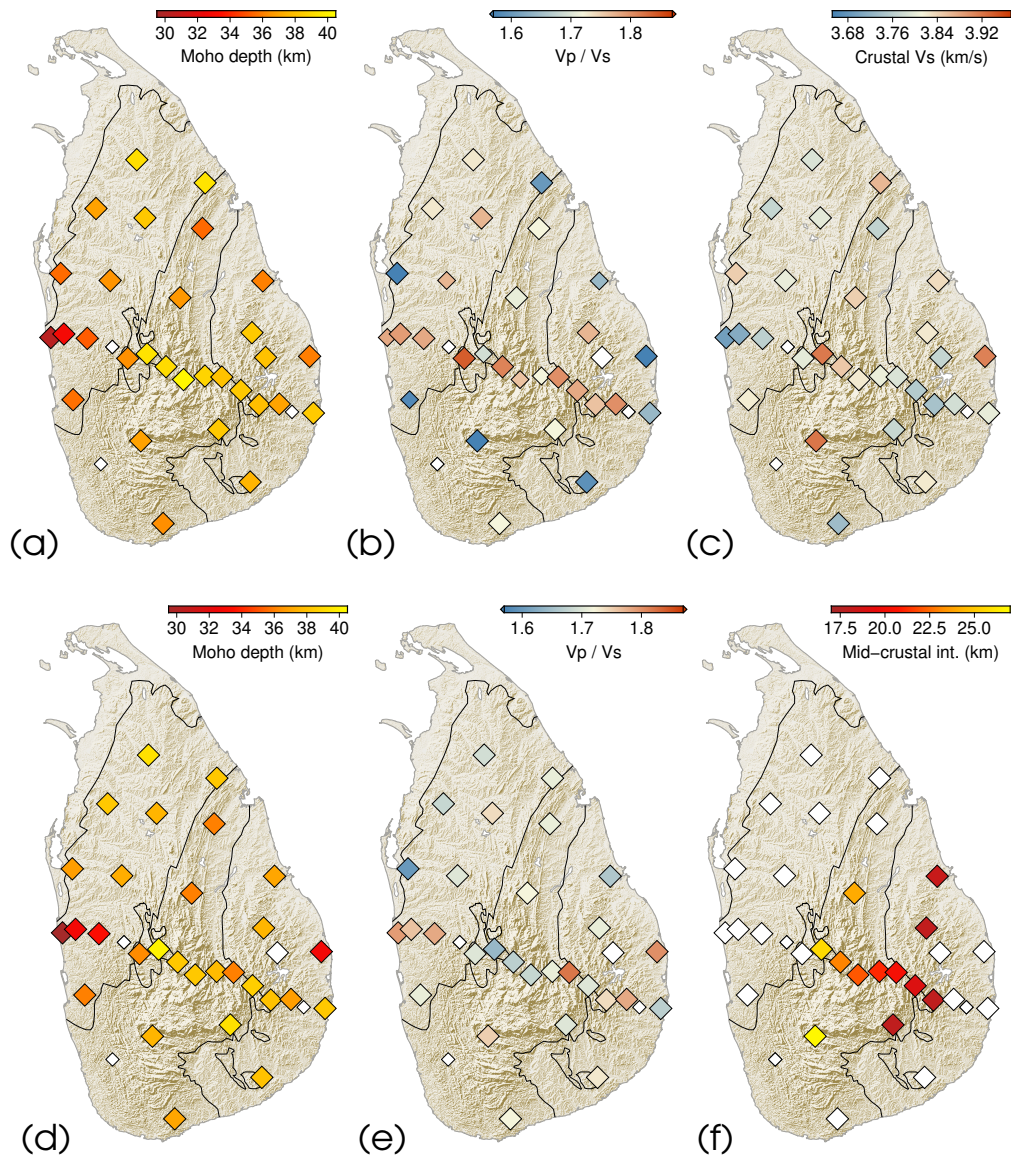 30 32 34 36 38 40
Moho depth (km)
1.6 1.7 1.8
Vp / Vs
3.68 3.76 3.84 3.92
Crustal Vs (km/s)
(a)
(b)
(c)
30 32 34 36 38 40
Moho depth (km)
1.6 1.7 1.8
Vp / Vs
17.5 20.0 22.5 25.0
Mid−crustal int. (km)
(d)
(e)
(f)